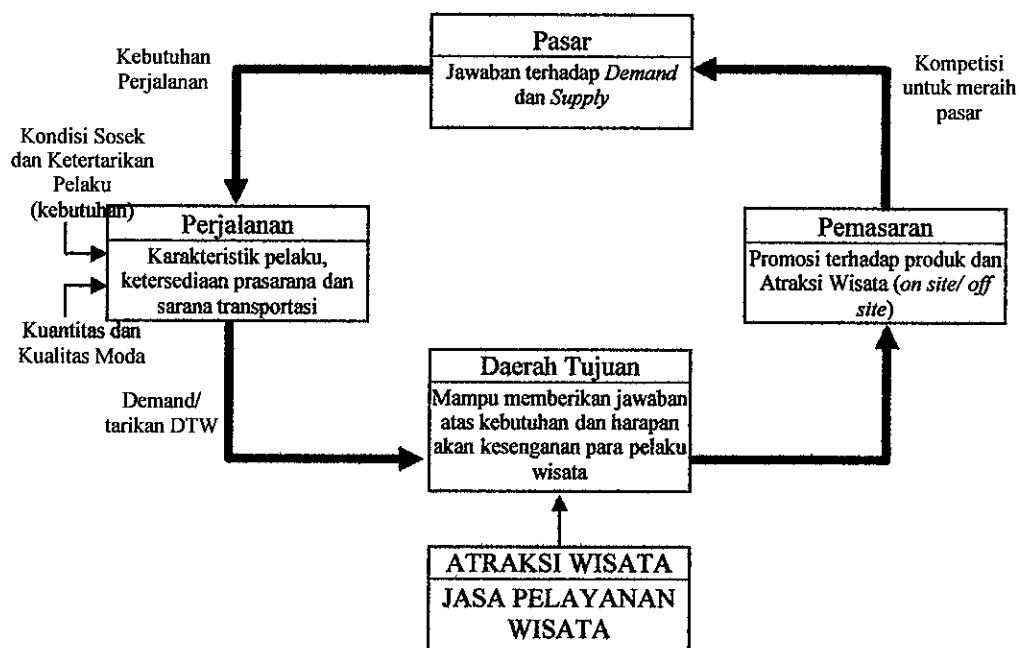 Pasar
Jawaban terhadap Demand
dan Supply
Kebutuhan
Perjalanan
Kompetisi
untuk meraih
pasar
Kondisi Sosek
dan Ketertarikan
Pelaku
(kebutuhan)
Perjalanan
Karakteristik pelaku,
ketersediaan prasarana dan
sarana transportasi
Pemasaran
Promosi terhadap produk dan
Atraksi Wisata (on site/ off
site)
Kuantitas dan
Kualitas Moda
Demand/
tarikan DTW
Daerah Tujuan
Mampu memberikan jawaban
atas kebutuhan dan harapan
akan kesenganan para pelaku
wisata
ATRAKSI WISATA
JASA PELAYANAN
WISATA